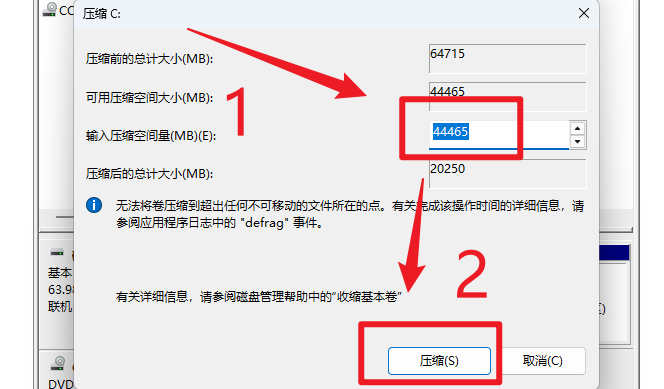 CC
压缩 C:
压缩前的总计大小(MB):
64715
可用压缩空间大小(MB):
44465
1
输入压缩空间量(MB)(E):
44465
压缩后的总计大小(MB):
20250
无法将卷压缩到超出任何不可移动的文件所在的点。有关完成该操作时间的详细信息，请
参阅应用程序日志中的 "defrag" 事件。
基本
63.98
联机
2
有关详细信息，请参阅磁盘管理帮助中的“收缩基本卷”
压缩(S)
取消(C)
DVD